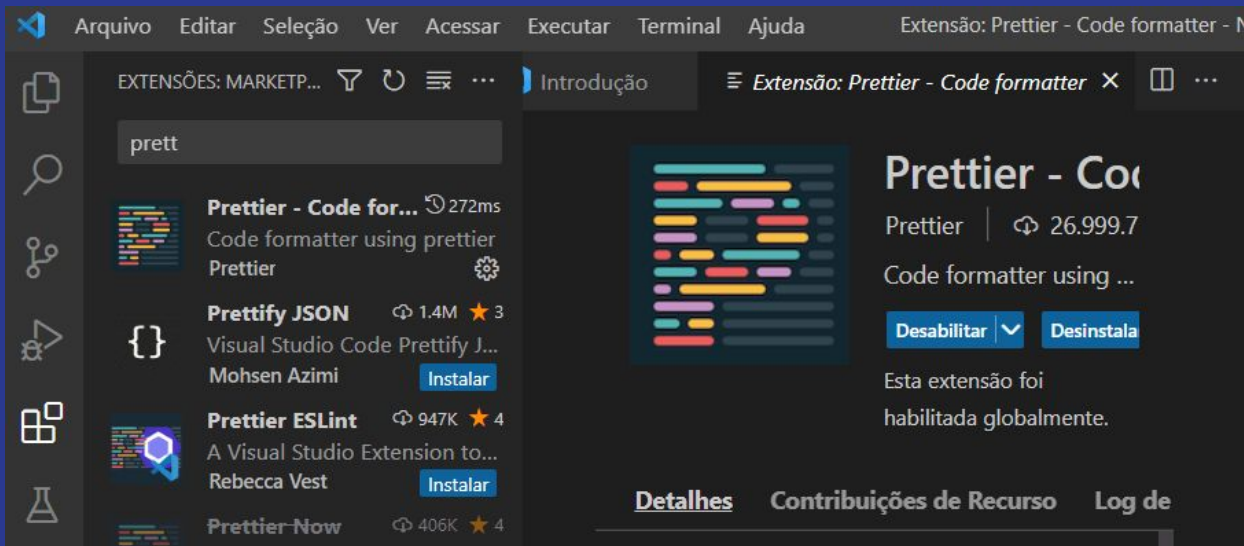 Arquivo Editar Seleção Ver Acessar Executar Terminal Ajuda Extensão: Prettier - Code formatter - N
EXTENSÕES: MARKETP...
Introdução
Extensão: Prettier - Code formatter
prett
Prettier - Code for... 272ms
Code formatter using prettier
Prettier
Prettify JSON 1.4M 3
Visual Studio Code Prettify J...
Mohsen Azimi Instalar
Prettier ESLint 947K 4
A Visual Studio Extension to...
Rebecca Vest Instalar
Prettier Now 406K 4
Prettier - Co
Prettier 26.999.7
Code formatter using ...
Desabilitar Desinstala
Esta extensão foi
habilitada globalmente.
Detalhes Contribuições de Recurso Log de